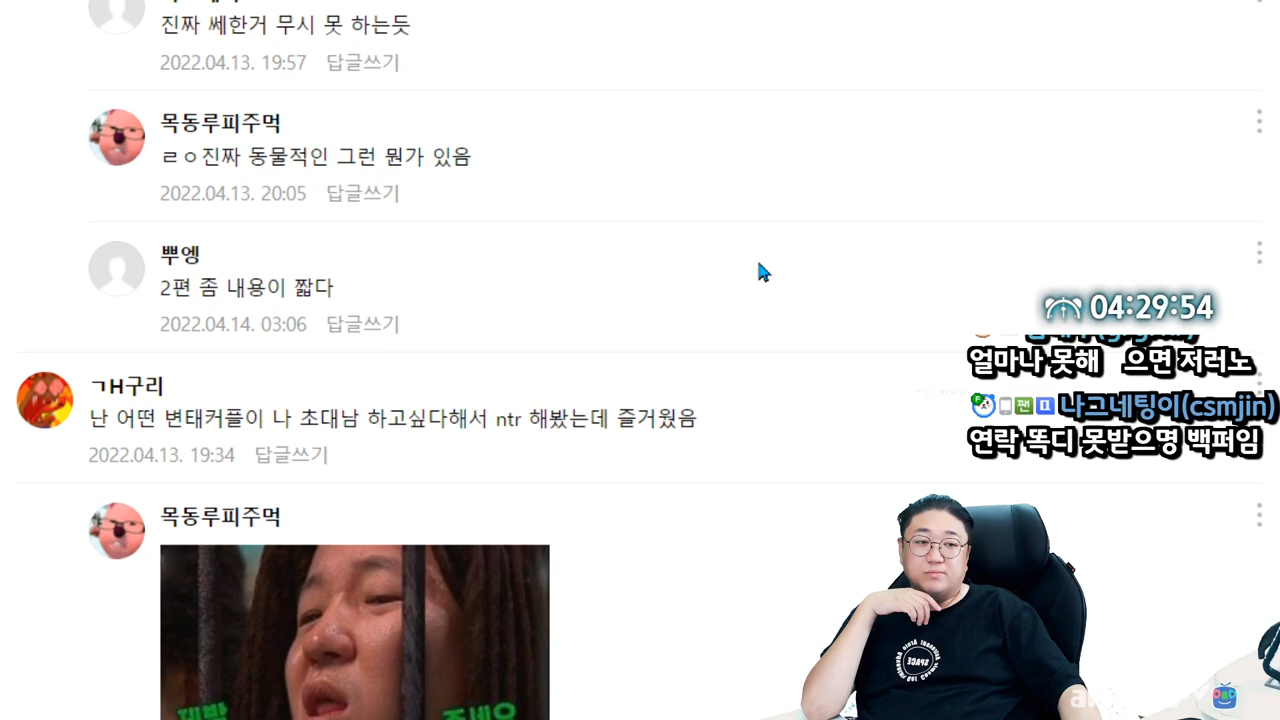 진짜 쎄한거 무시 못 하는듯
2022.04.13. 19:57 답글쓰기
목동루피주먹
ㄹㅇ진짜 동물적인 그런 뭔가 있음
2022.04.13. 20:05 답글쓰기
뿌엥
2편 좀 내용이 짧다
2022.04.14. 03:06 답글쓰기
04:29:54
얼마나 못해 으면 저러노
팬 나그네팅이(csmjin)
연락 똑디 못받으명 백퍼임
ㄱH구리
난 어떤 변태커플이 나 초대남 하고싶다해서 ntr 해봤는데 즐거웠음
2022.04.13. 19:34 답글쓰기
목동루피주먹
SPACE